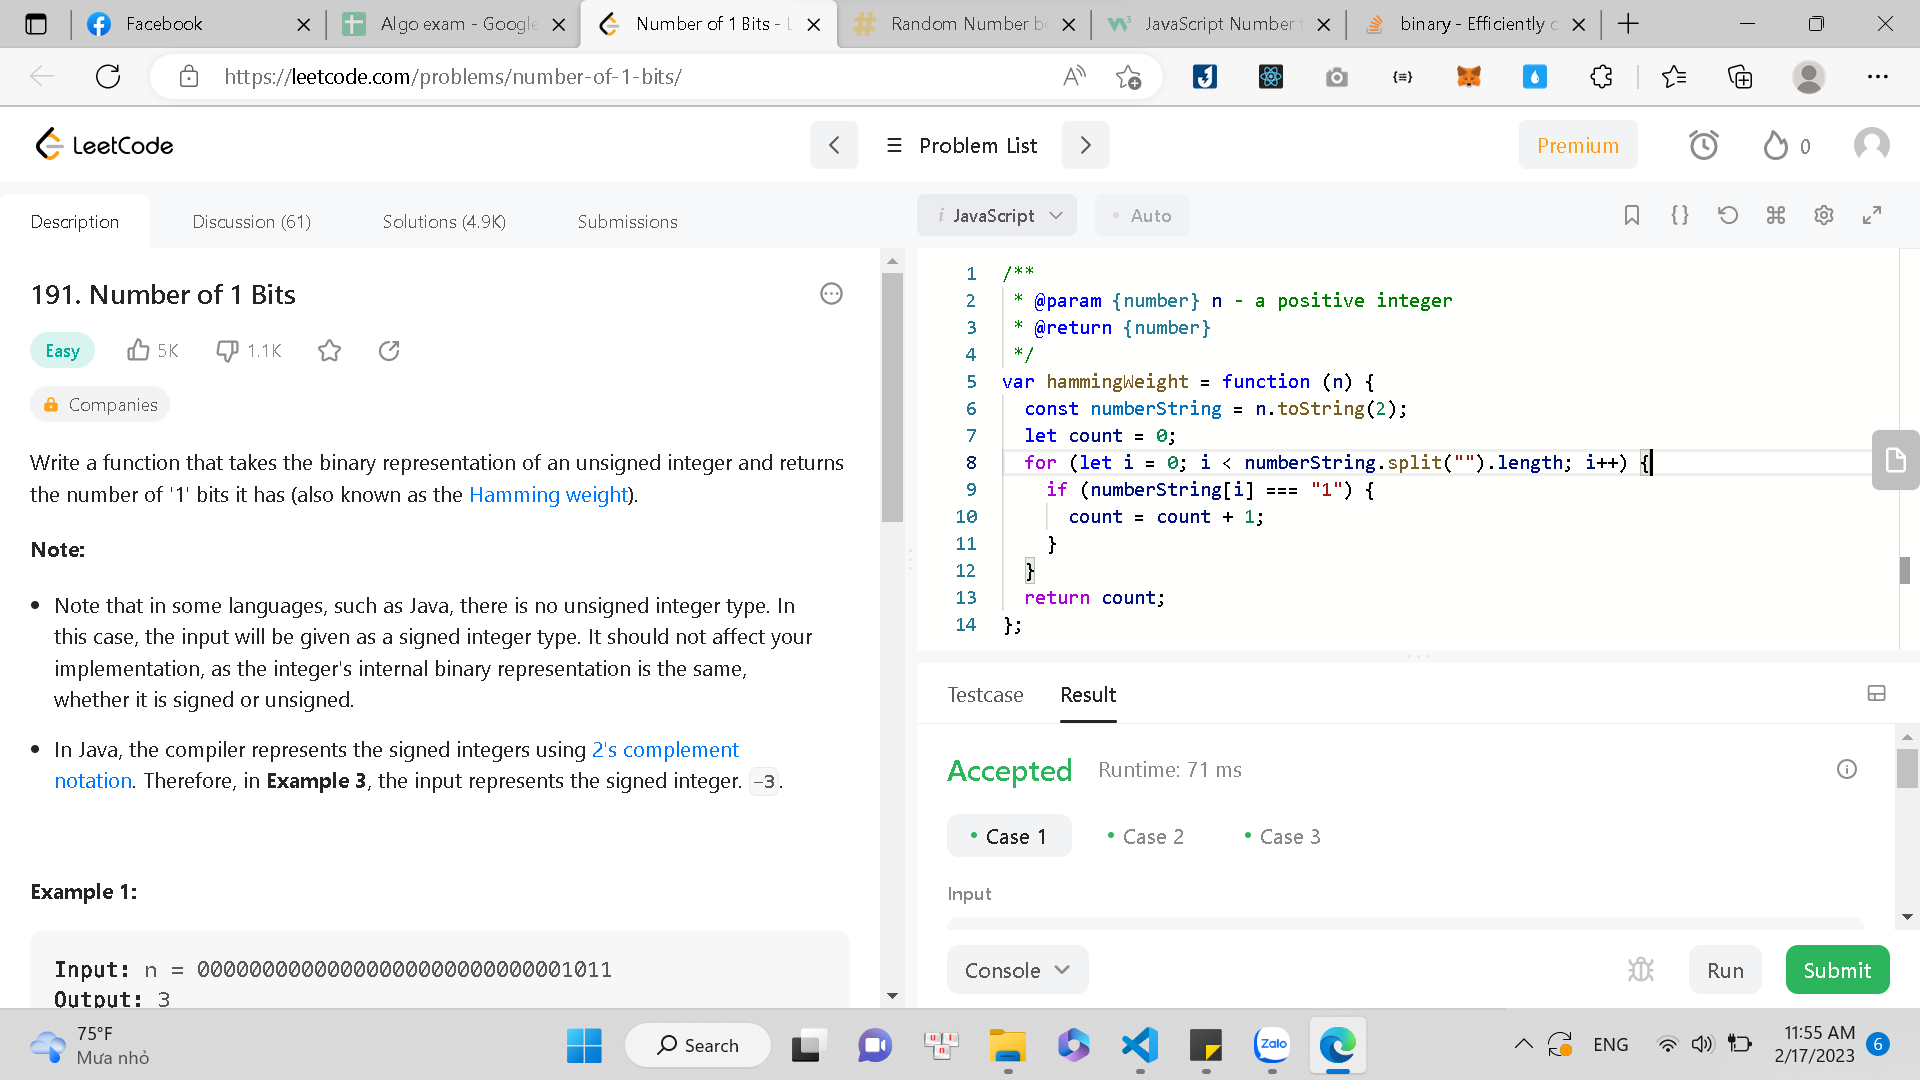 Facebook
Algo exam - Google
Number of 1 Bits - L
Random Number be
JavaScript Number t
binary - Efficiently c
https://leetcode.com/problems/number-of-1-bits/
LeetCode
Problem List
Premium
0
Description
Discussion (61)
Solutions (4.9K)
Submissions
i JavaScript
• Auto
191. Number of 1 Bits
Easy
5K
1.1K
Companies
Write a function that takes the binary representation of an unsigned integer and returns
the number of '1' bits it has (also known as the Hamming weight).
Note:
• Note that in some languages, such as Java, there is no unsigned integer type. In
this case, the input will be given as a signed integer type. It should not affect your
implementation, as the integer's internal binary representation is the same,
whether it is signed or unsigned.
• In Java, the compiler represents the signed integers using 2's complement
notation. Therefore, in Example 3, the input represents the signed integer. -3.
Example 1:
Input: n = 00000000000000000000000000001011
Output: 3
1 /**
2 * @param {number} n - a positive integer
3 * @return {number}
4 */
5 var hammingWeight = function (n) {
6 const numberString = n.toString(2);
7 let count = 0;
8 for (let i = 0; i < numberString.split("").length; i++) {
9 if (numberString[i] === "1") {
10 count = count + 1;
11 }
12 }
13 return count;
14 };
Testcase
Result
Accepted
Runtime: 71 ms
• Case 1
• Case 2
• Case 3
Input
Console
Run
Submit
75°F
Mưa nhỏ
Search
Zalo
ENG
11:55 AM
2/17/2023
6